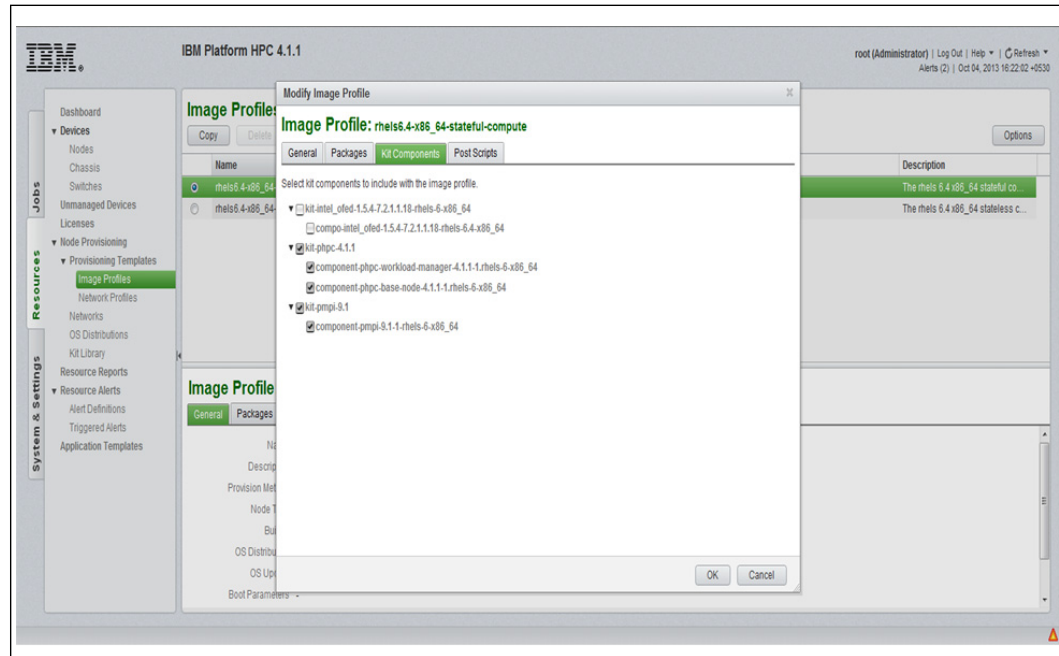 IBM
IBM Platform HPC 4.1.1
root (Administrator) | Log Out | Help | Refresh
Alerts (2) | Oct 04, 2013 16:22:02 +0530
Jobs
Resources
System & Settings
Dashboard
Devices
Nodes
Chassis
Switches
Unmanaged Devices
Licenses
Node Provisioning
Provisioning Templates
Image Profiles
Network Profiles
Networks
OS Distributions
Kit Library
Resource Reports
Resource Alerts
Alert Definitions
Triggered Alerts
Application Templates
Image Profiles
Copy Delete Options
Name Description
rhels6.4-x86_64- The rhels 6.4 x86_64 stateful co...
rhels6.4-x86_64- The rhels 6.4 x86_64 stateless c...
Modify Image Profile
Image Profile: rhels6.4-x86_64-stateful-compute
General Packages Kit Components Post Scripts
Select kit components to include with the image profile.
kit-intel_ofed-1.5.4-7.2.1.1.18-rhels-6-x86_64
compo-intel_ofed-1.5.4-7.2.1.1.18-rhels-6.4-x86_64
kit-phpc-4.1.1
component-phpc-workload-manager-4.1.1-1.rhels-6-x86_64
component-phpc-base-node-4.1.1-1.rhels-6-x86_64
kit-pmpi-9.1
component-pmpi-9.1-1-rhels-6-x86_64
OK Cancel
Image Profile
General Packages
Na
Descrip
Provision Met
Node T
Bui
OS Distribu
OS Upd
Boot Parameters -